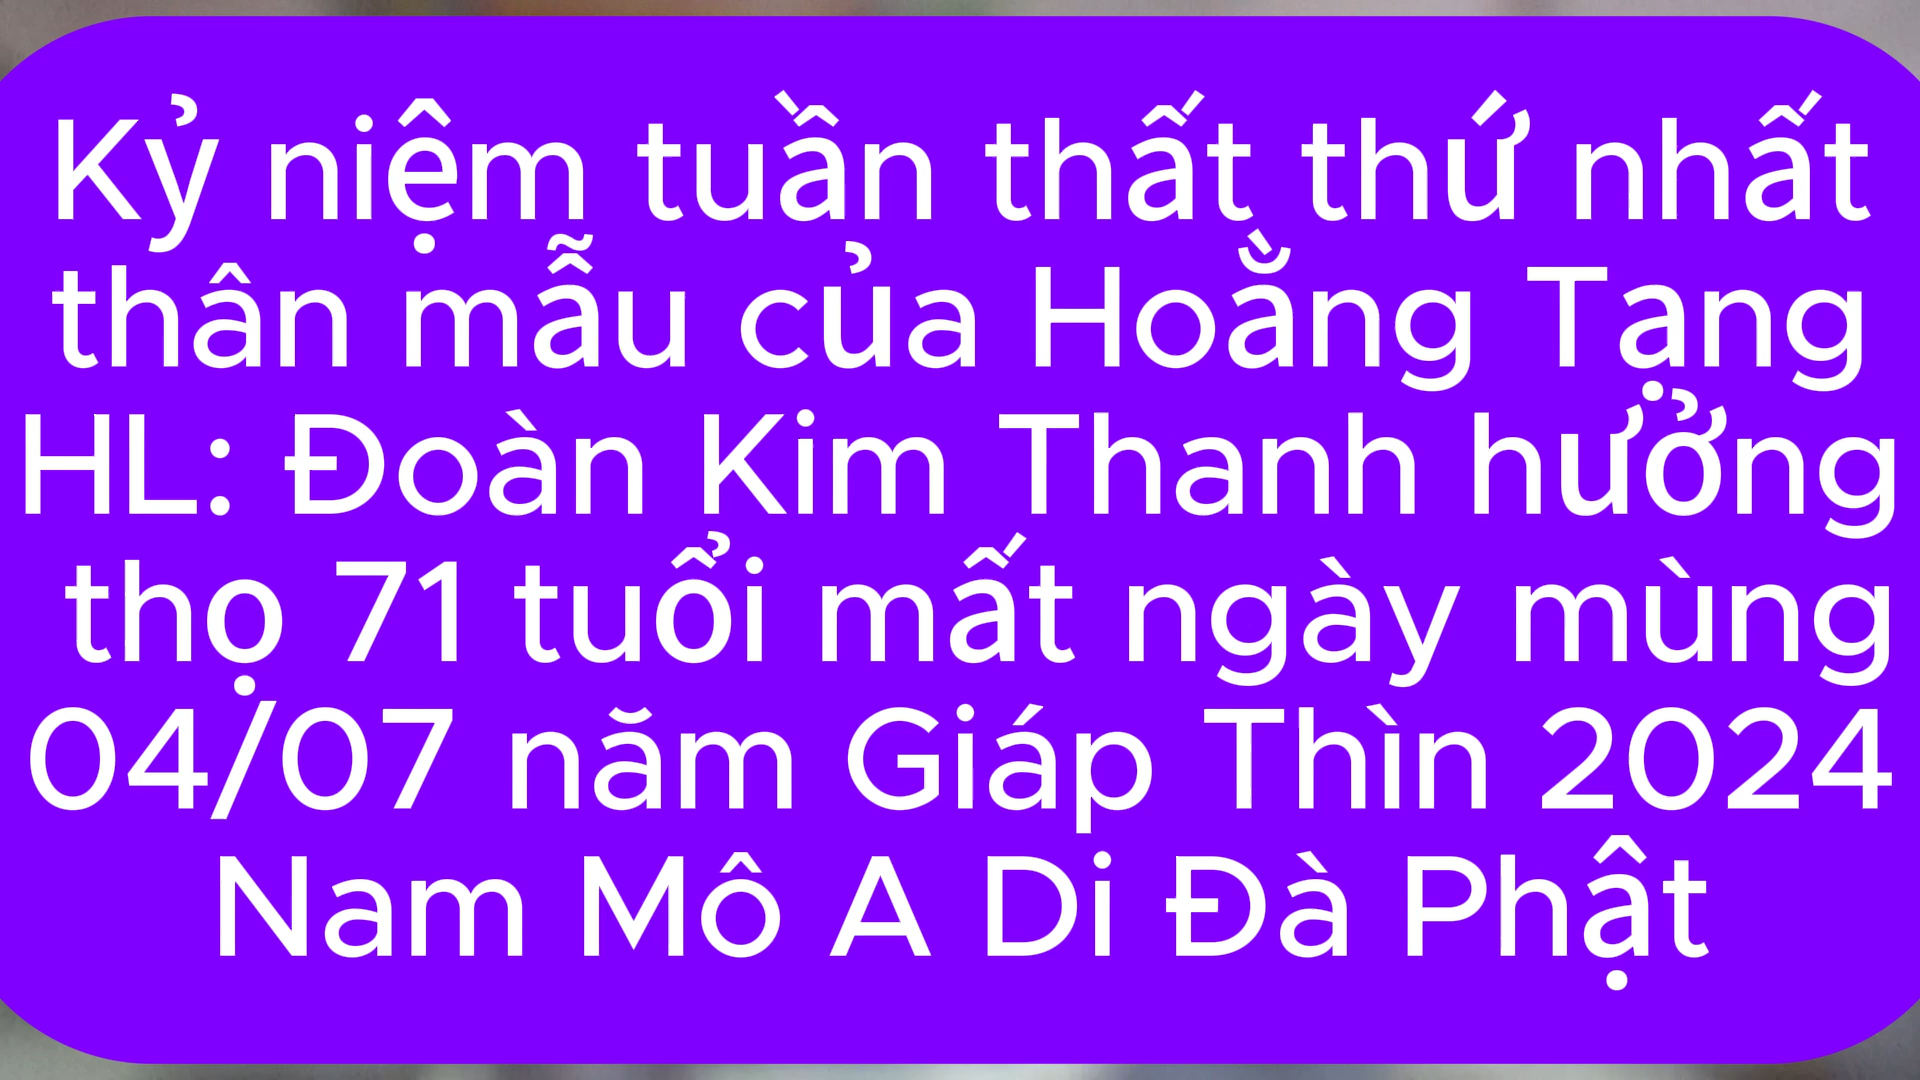 Kỷ niệm tuần thất thứ nhất
thân mẫu của Hoằng Tạng
HL: Đoàn Kim Thanh hưởng
thọ 71 tuổi mất ngày mùng
04/07 năm Giáp Thìn 2024
Nam Mô A Di Đà Phật